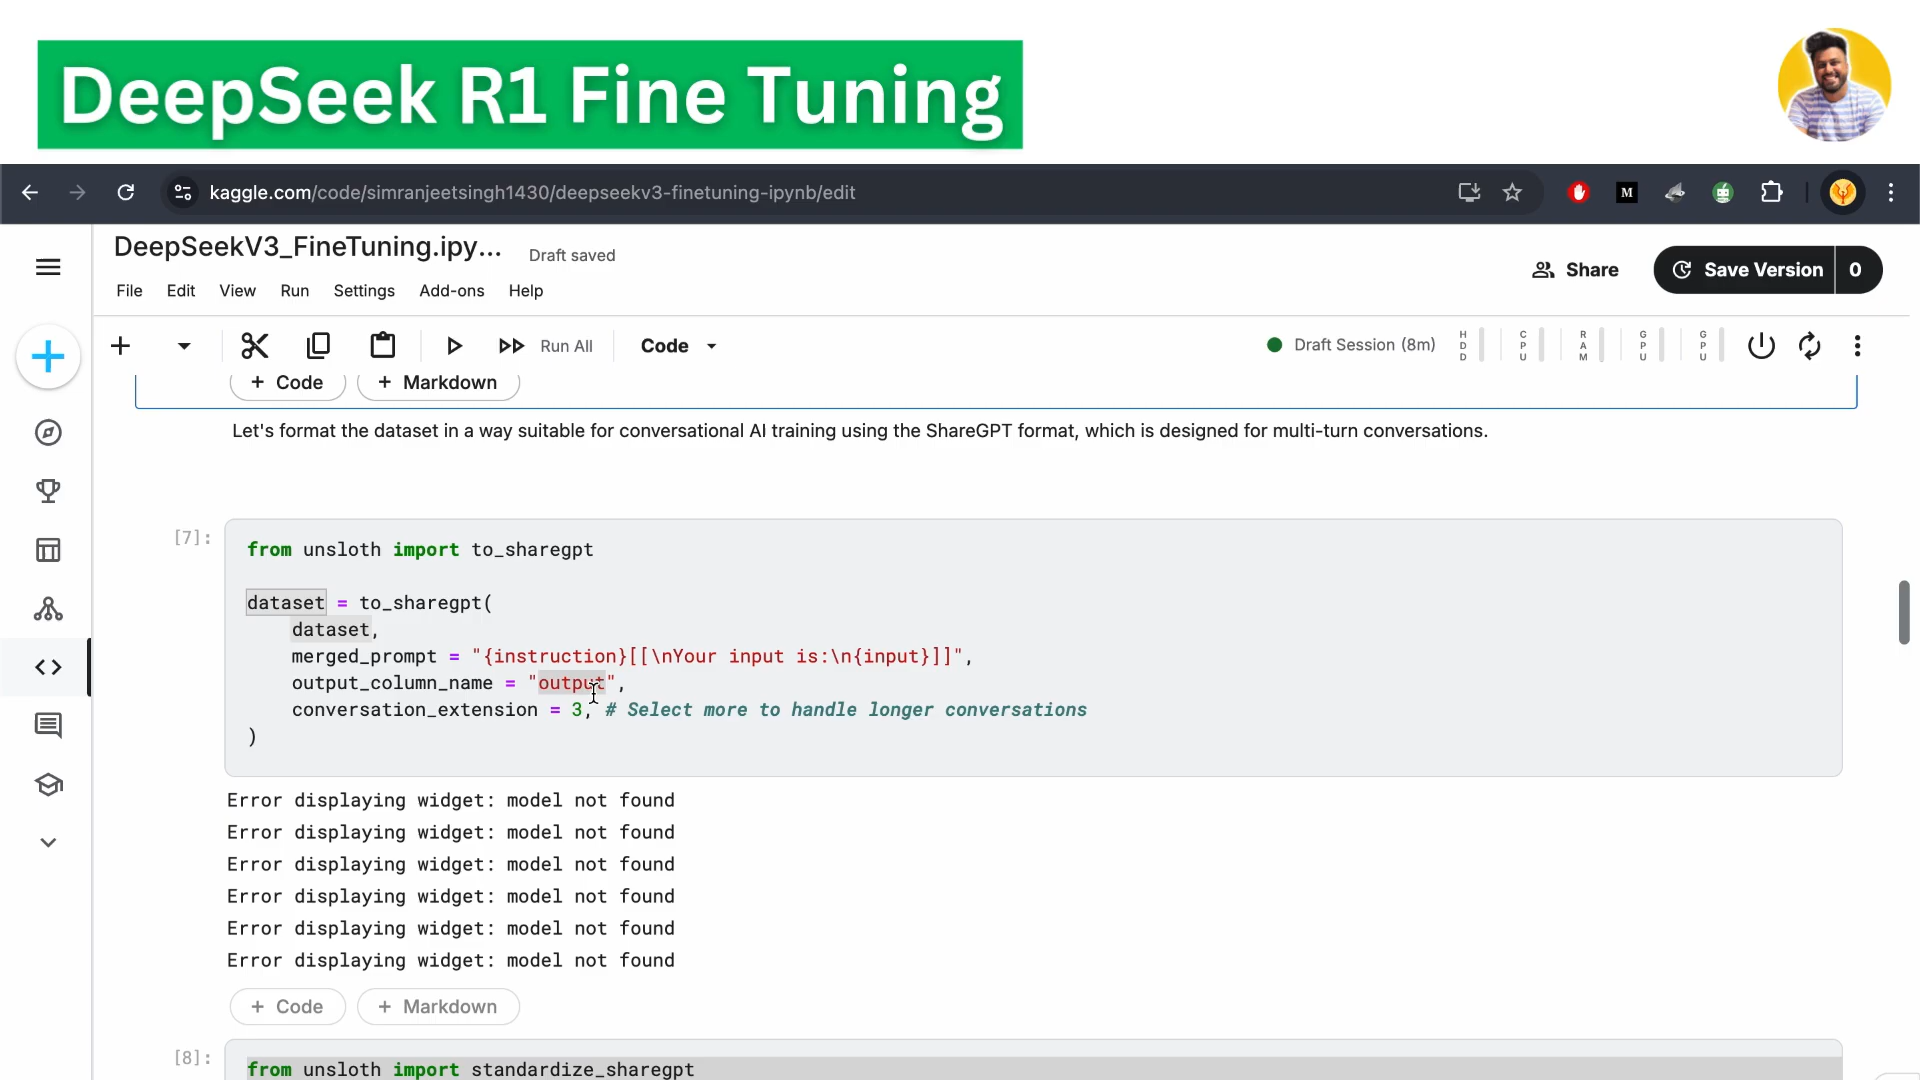 DeepSeek R1 Fine Tuning
kaggle.com/code/simranjeetsingh1430/deepseekv3-finetuning-ipynb/edit
M
DeepSeekV3_FineTuning.ipy...
Draft saved
Share
Save Version
0
File
Edit
View
Run
Settings
Add-ons
Help
Run All
Code
Draft Session (8m)
HDD
CPU
RAM
GPU
GPU
+ Code
+ Markdown
Let's format the dataset in a way suitable for conversational AI training using the ShareGPT format, which is designed for multi-turn conversations.
[7]:
from unsloth import to_sharegpt
dataset = to_sharegpt(
dataset,
merged_prompt = "{instruction}[[\nYour input is:\n{input}]]",
output_column_name = "output",
conversation_extension = 3, # Select more to handle longer conversations
)
Error displaying widget: model not found
Error displaying widget: model not found
Error displaying widget: model not found
Error displaying widget: model not found
Error displaying widget: model not found
Error displaying widget: model not found
+ Code
+ Markdown
[8]:
from unsloth import standardize_sharegpt